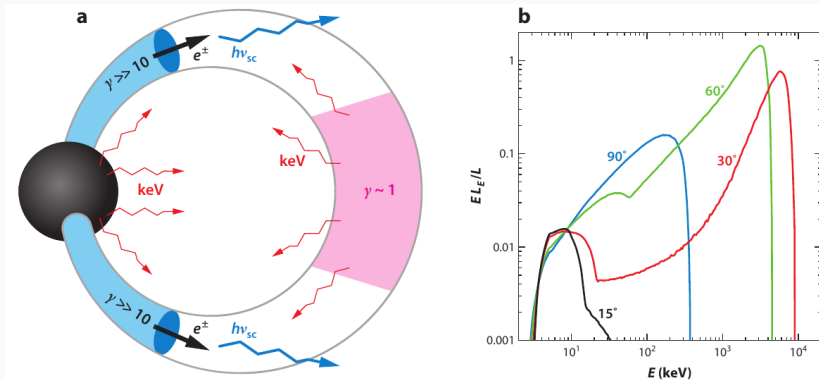 a
γ >> 10
e±
hνsc
keV
keV
γ ~ 1
γ >> 10
e±
hνsc
b
E L_E /L
1
0.1
0.01
0.001
90°
60°
30°
15°
10¹ 10² 10³ 10⁴
E (keV)